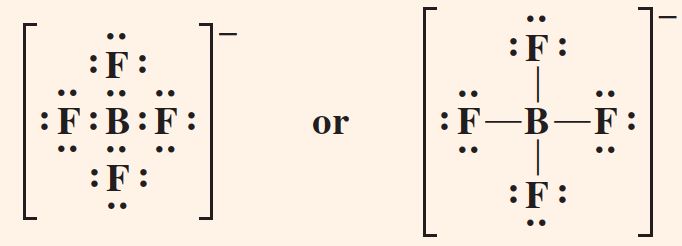 [ ]−
··
:F:
·· ·· ··
:F:B:F:
·· ·· ··
:F:
··
or
[ ]−
··
:F:
|
·· ··
:F—B—F:
·· ··
|
:F:
··